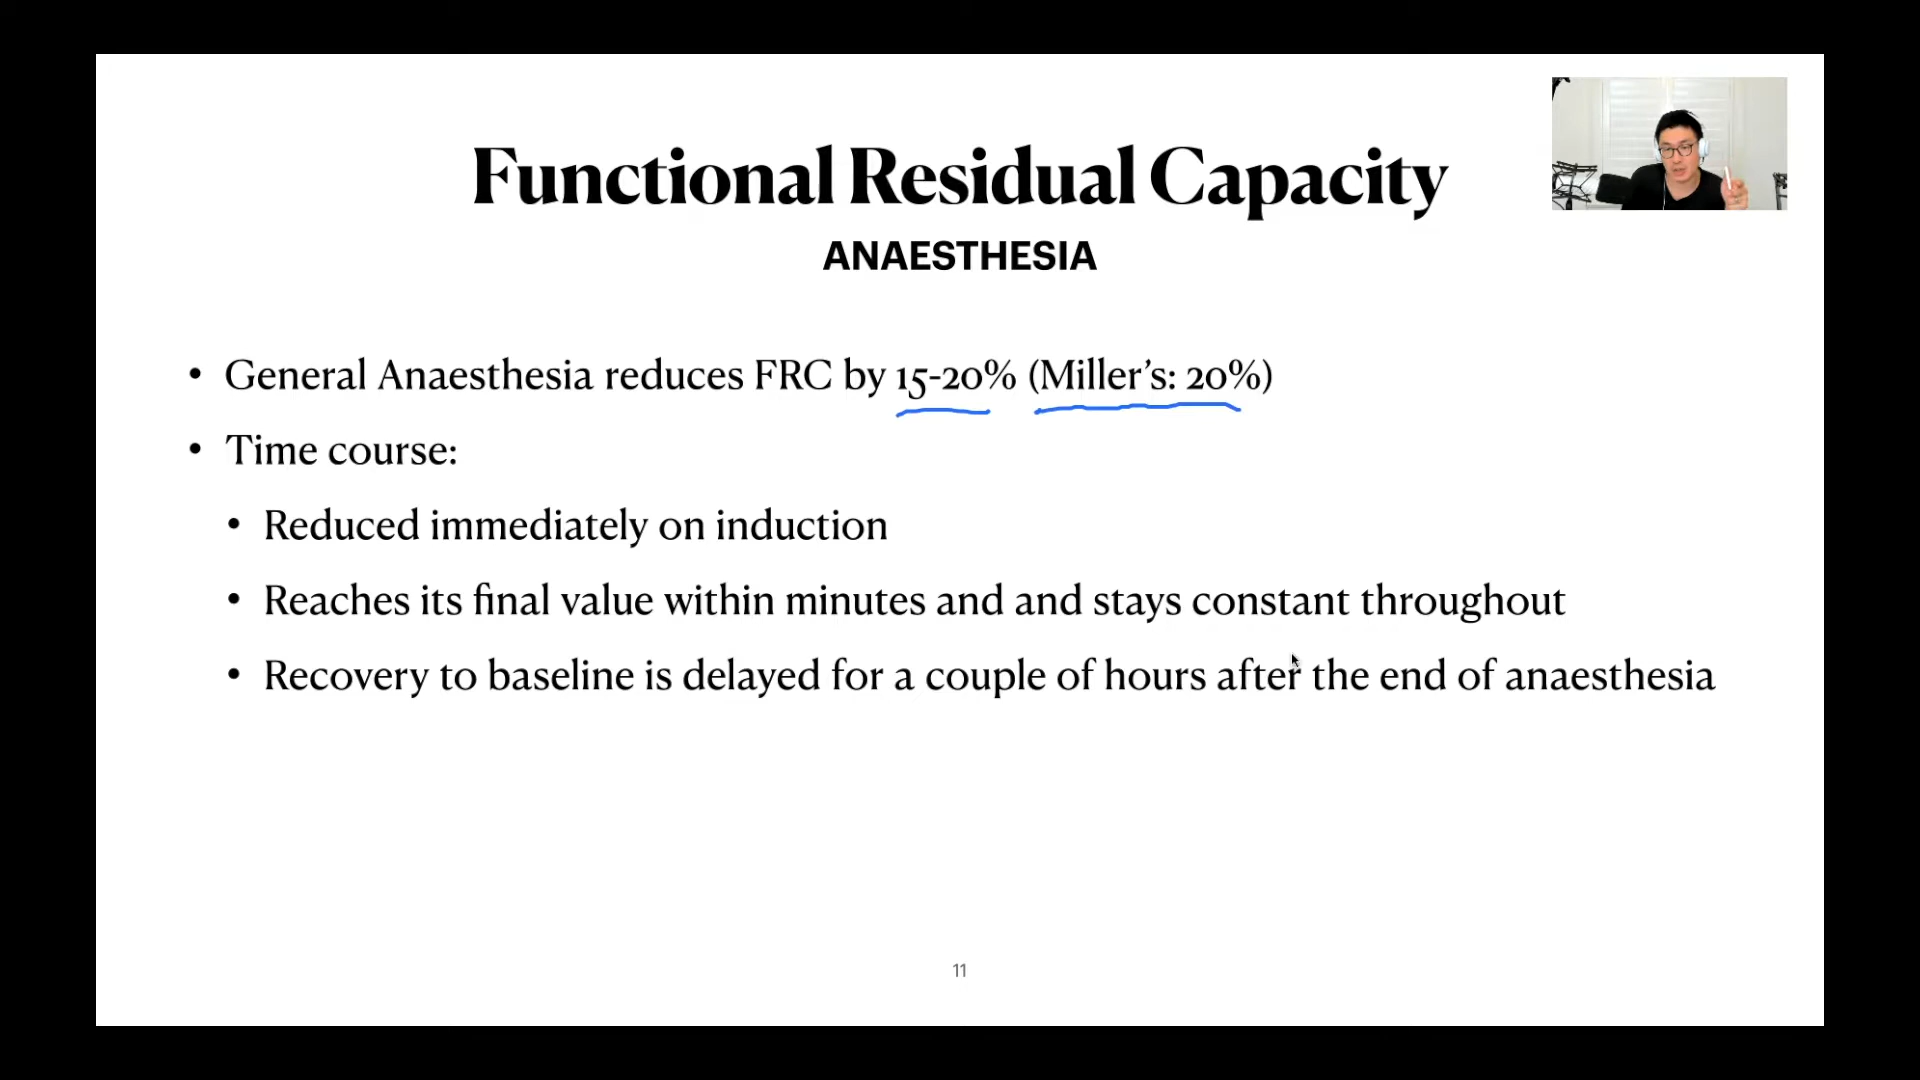 Functional Residual Capacity
ANAESTHESIA
• General Anaesthesia reduces FRC by 15-20% (Miller’s: 20%)
• Time course:
• Reduced immediately on induction
• Reaches its final value within minutes and and stays constant throughout
• Recovery to baseline is delayed for a couple of hours after the end of anaesthesia
11